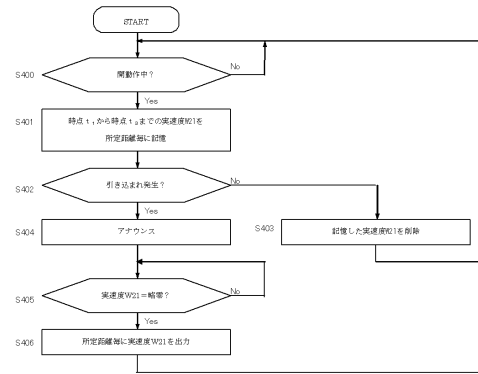 START
S400
開動作中?
No
Yes
S401
時点t₁から時点t₂までの実速度W21を
所定距離毎に記憶
S402
引き込まれ発生?
No
Yes
S404
アナウンス
S403
記憶した実速度W21を削除
S405
実速度W21=略零?
No
Yes
S406
所定距離毎に実速度W21を出力